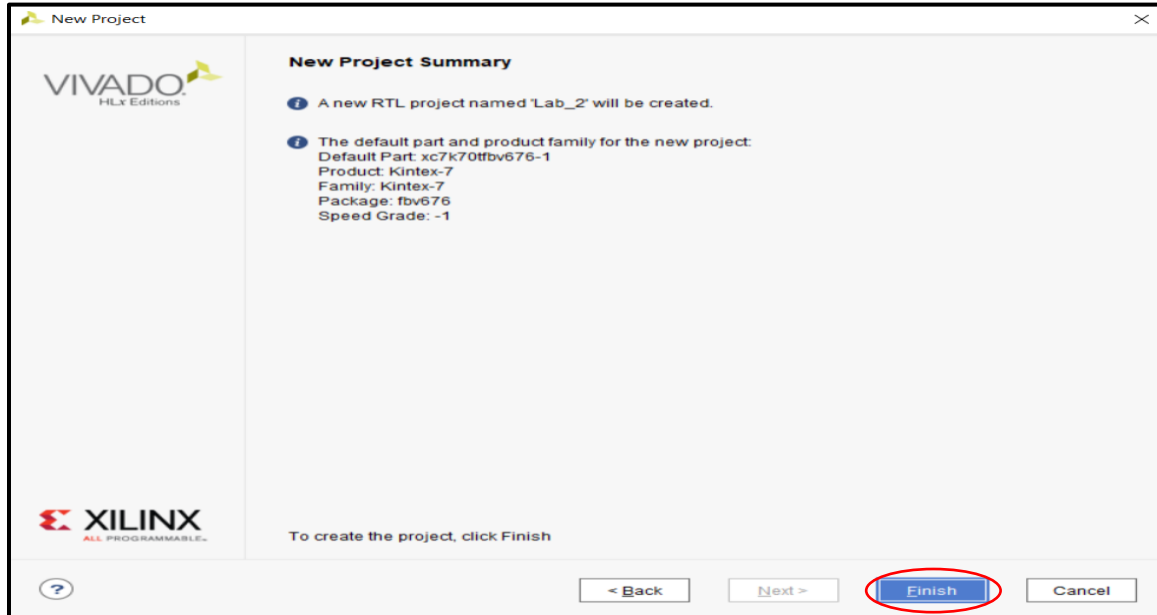 New Project
VIVADO.
HLx Editions
New Project Summary
A new RTL project named 'Lab_2' will be created.
The default part and product family for the new project:
Default Part: xc7k70tfbv676-1
Product: Kintex-7
Family: Kintex-7
Package: fbv676
Speed Grade: -1
XILINX
ALL PROGRAMMABLE.
To create the project, click Finish
?
< Back
Next >
Finish
Cancel